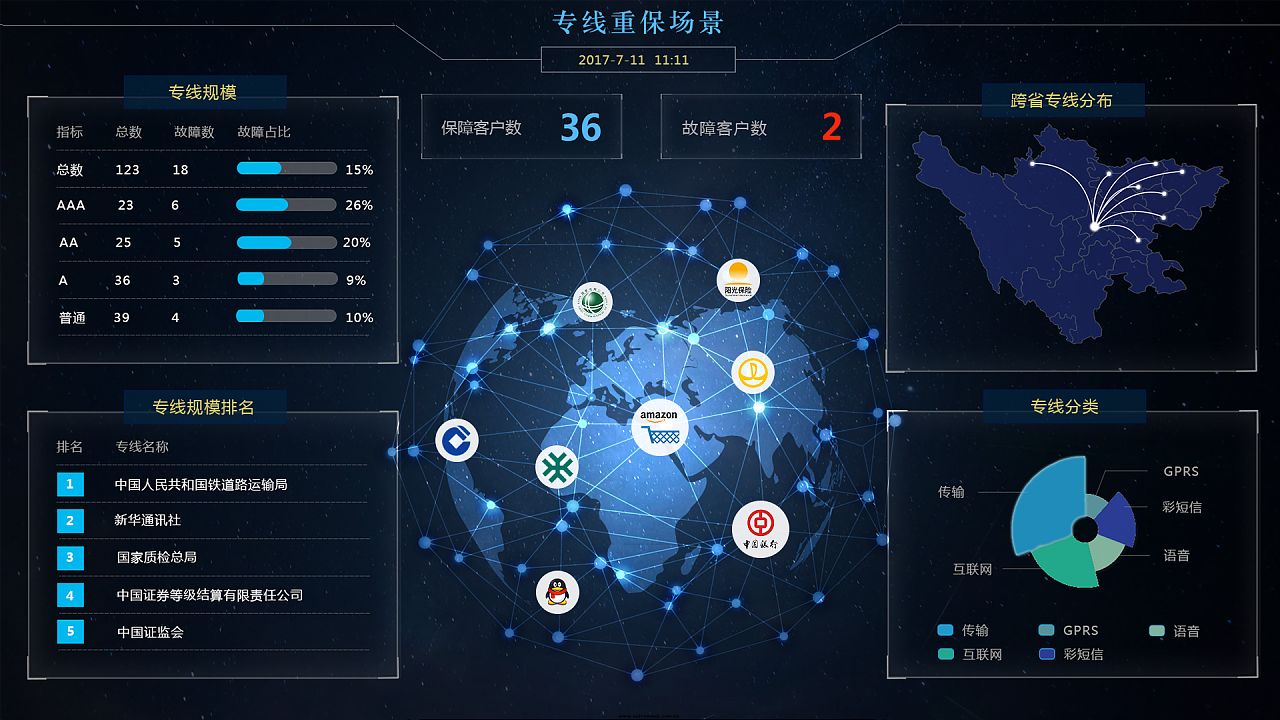 专线重保场景
2017-7-11 11:11
专线规模
指标 总数 故障数 故障占比
总数 123 18 15%
AAA 23 6 26%
AA 25 5 20%
A 36 3 9%
普通 39 4 10%
专线规模排名
排名 专线名称
1 中国人民共和国铁道路运输局
2 新华通讯社
3 国家质检总局
4 中国证券等级结算有限责任公司
5 中国证监会
保障客户数 36
故障客户数 2
阳光保险
amazon
中国银行
跨省专线分布
专线分类
GPRS
传输
彩短信
语音
互联网
传输 GPRS 语音
互联网 彩短信